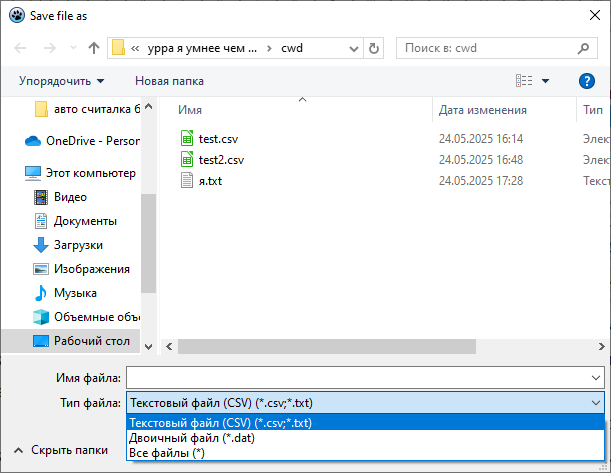 Save file as
« урра я умнее чем ... › cwd
Поиск в: cwd
Упорядочить
Новая папка
авто считалка б
OneDrive - Person
Этот компьютер
Видео
Документы
Загрузки
Изображения
Музыка
Объемные объе
Рабочий стол
Имя Дата изменения Тип
test.csv 24.05.2025 16:14 Элек
test2.csv 24.05.2025 16:48 Элек
я.txt 24.05.2025 17:28 Текс
Имя файла:
Тип файла: Текстовый файл (CSV) (*.csv;*.txt)
Текстовый файл (CSV) (*.csv;*.txt)
Двоичный файл (*.dat)
Все файлы (*)
Скрыть папки